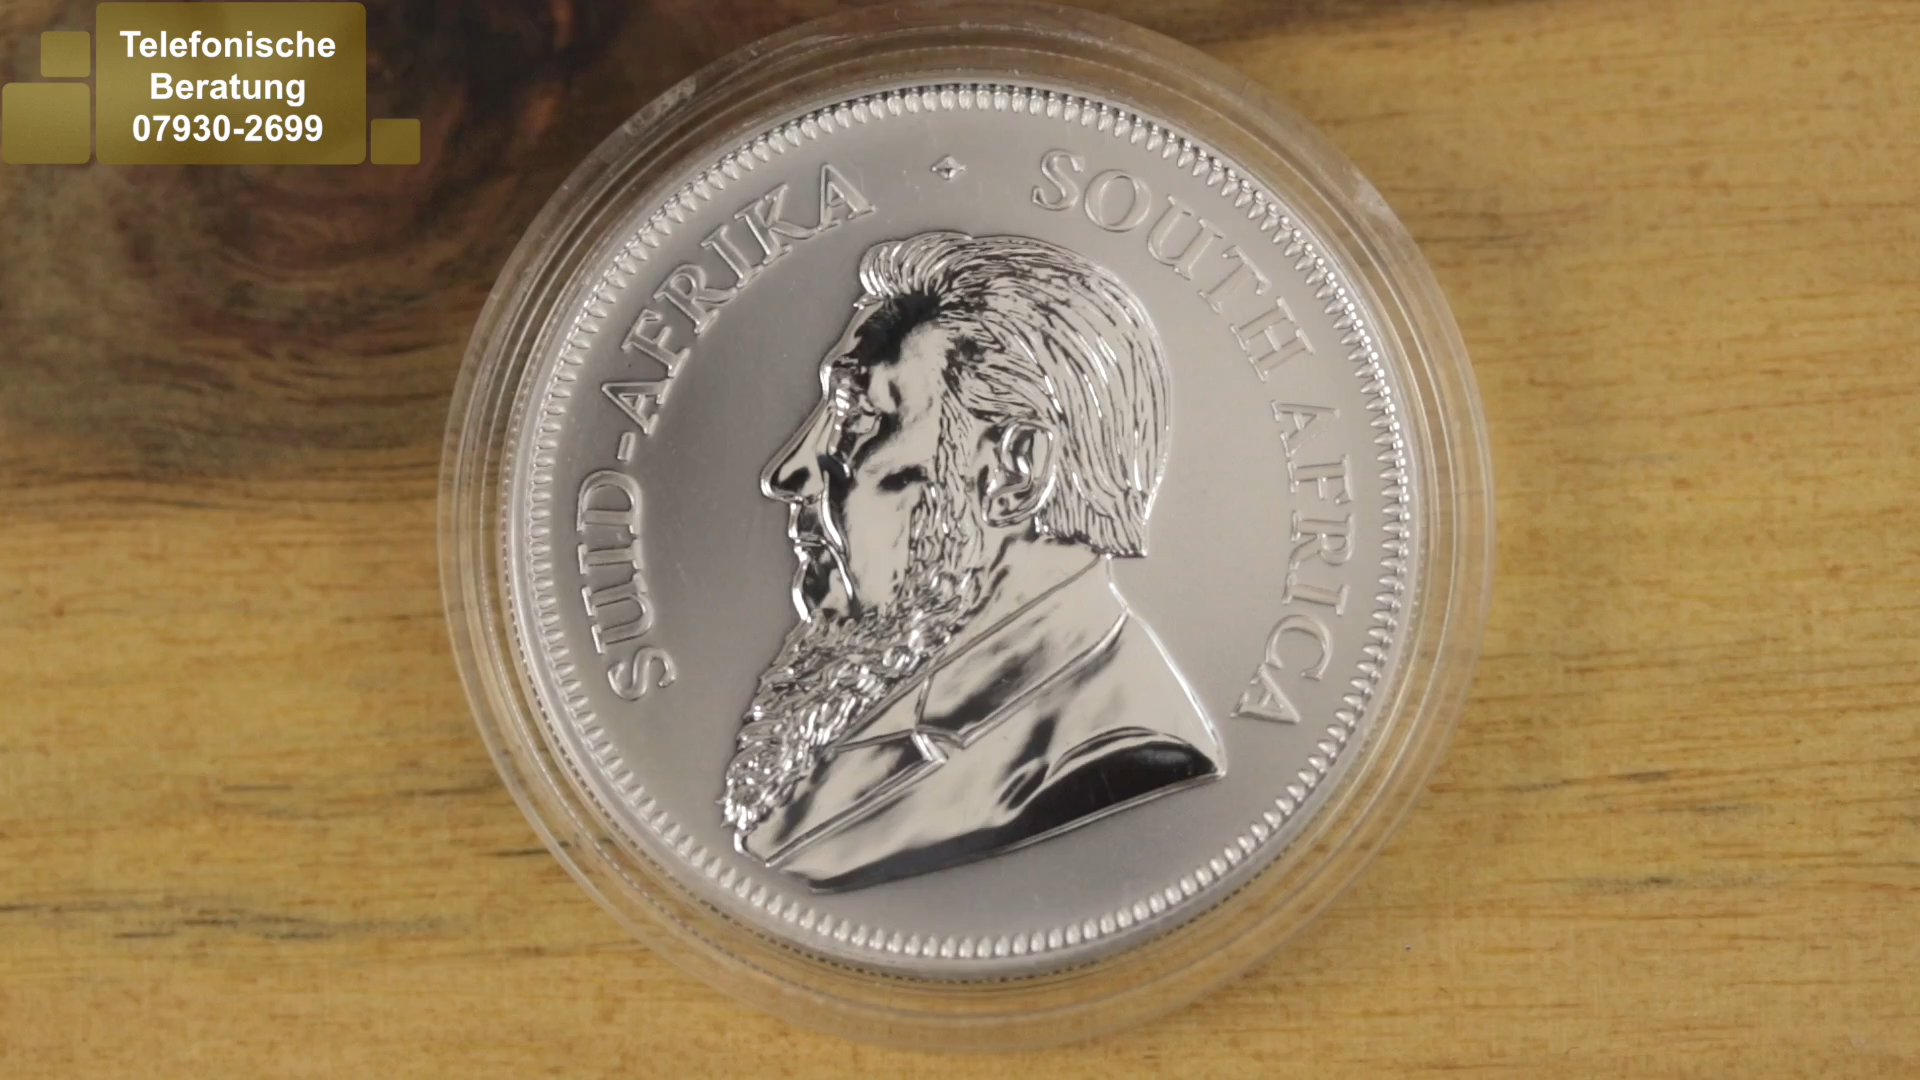 Telefonische
Beratung
07930-2699
SUID-AFRIKA
SOUTH AFRICA